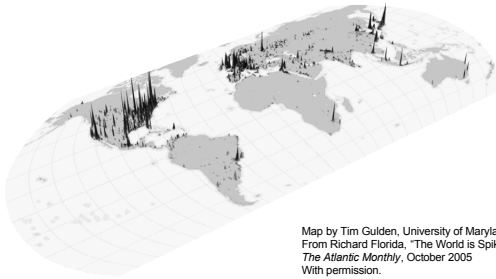 Map by Tim Gulden, University of Maryla
From Richard Florida, "The World is Spik
The Atlantic Monthly, October 2005
With permission.